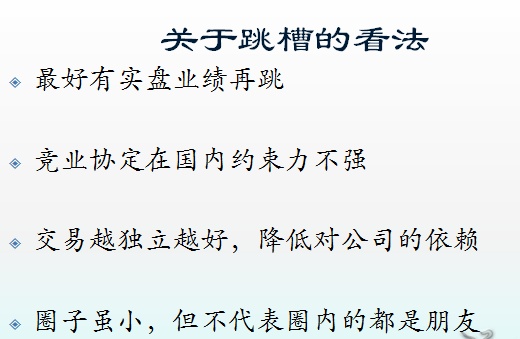 关于跳槽的看法
最好有实盘业绩再跳
竞业协定在国内约束力不强
交易越独立越好，降低对公司的依赖
圈子虽小，但不代表圈内的都是朋友